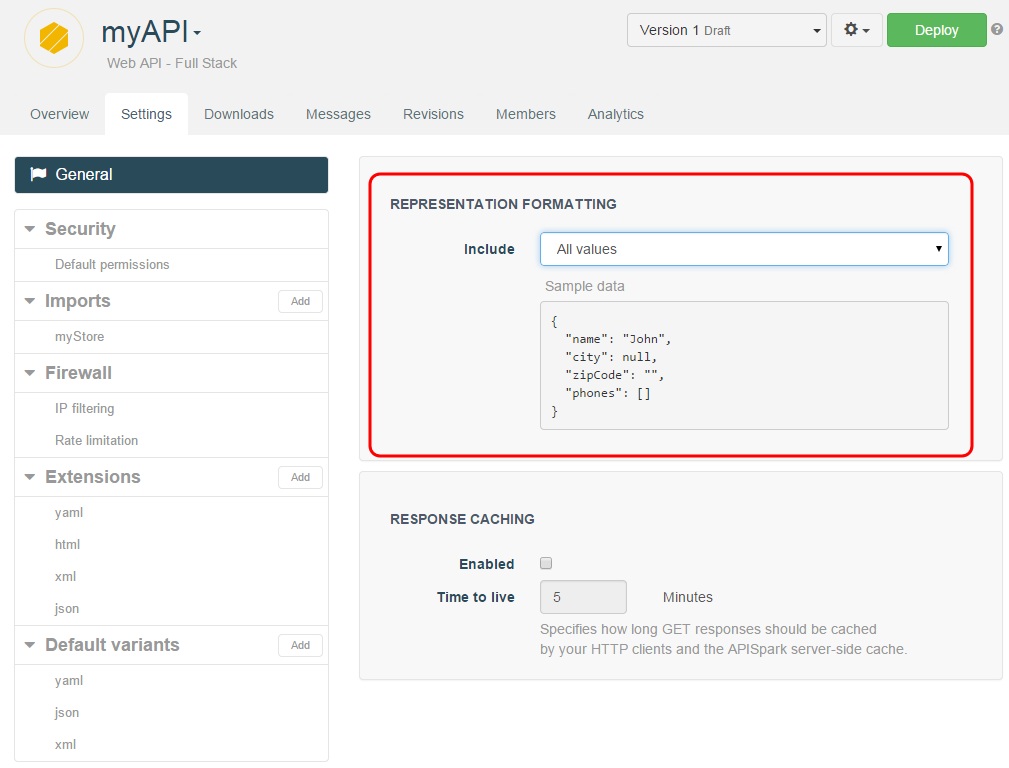 myAPI
Web API - Full Stack
Version 1 Draft
Deploy
?
Overview
Settings
Downloads
Messages
Revisions
Members
Analytics
General
Security
Default permissions
Imports
Add
myStore
Firewall
IP filtering
Rate limitation
Extensions
Add
yaml
html
xml
json
Default variants
Add
yaml
json
xml
REPRESENTATION FORMATTING
Include
All values
Sample data
{
"name": "John",
"city": null,
"zipCode": "",
"phones": []
}
RESPONSE CACHING
Enabled
Time to live
5
Minutes
Specifies how long GET responses should be cached
by your HTTP clients and the APISpark server-side cache.